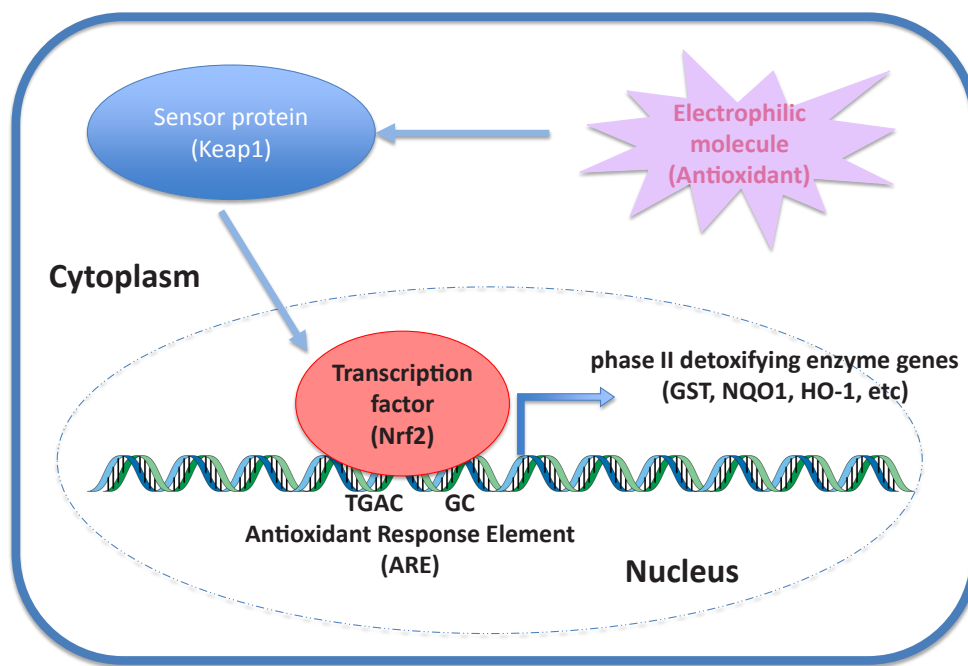 Sensor protein
(Keap1)
Electrophilic
molecule
(Antioxidant)
Cytoplasm
Transcription
factor
(Nrf2)
phase II detoxifying enzyme genes
(GST, NQO1, HO-1, etc)
TGAC GC
Antioxidant Response Element
(ARE)
Nucleus